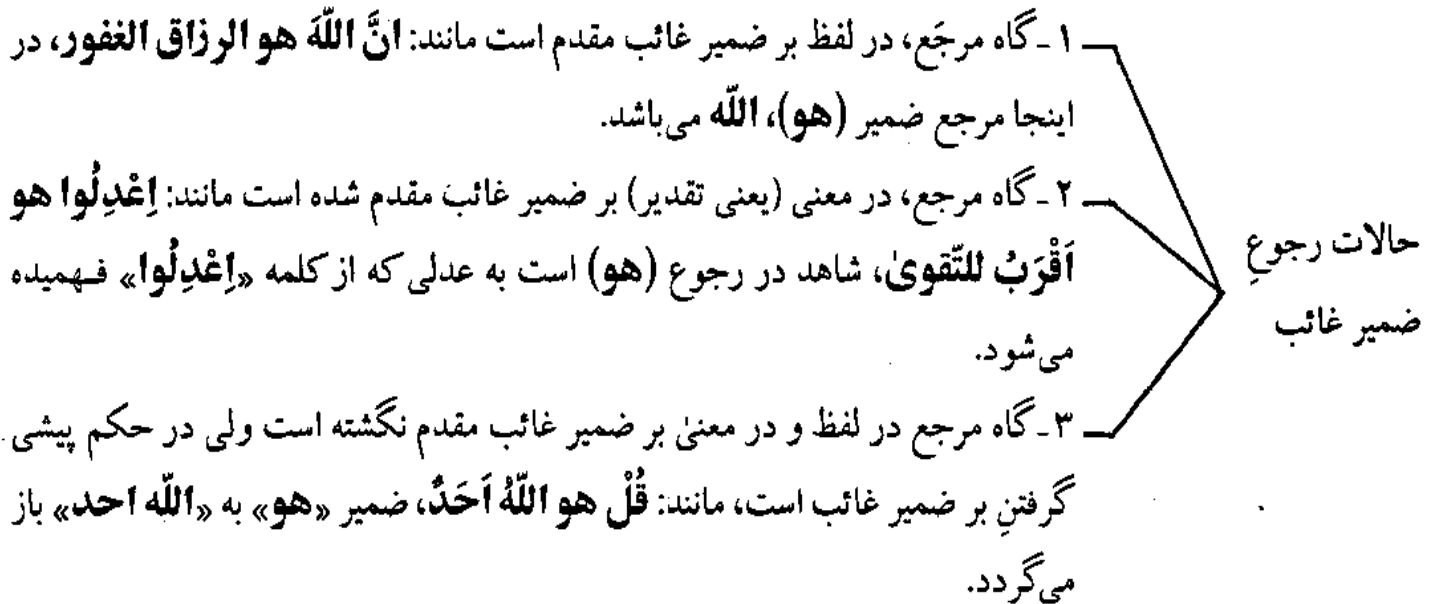 حالات رجوعِ
ضمیر غائب
۱ـ گاه مرجَع، در لفظ بر ضمیر غائب مقدم است مانند: انَّ اللّهَ هو الرزاق الغفور، در
اینجا مرجع ضمیر (هو)، اللّه می‌باشد.
۲ـ گاه مرجع، در معنی (یعنی تقدیر) بر ضمیر غائب مقدم شده است مانند: اِعْدِلُوا هو
اَقْرَبُ للتّقویٰ، شاهد در رجوع (هو) است به عدلی که از کلمه «اِعْدِلُوا» فهمیده
می‌شود.
۳ـ گاه مرجع در لفظ و در معنیٰ بر ضمیر غائب مقدم نگشته است ولی در حکم پیشی
گرفتنِ بر ضمیر غائب است، مانند: قُلْ هو اللّهُ اَحَدٌ، ضمیر «هو» به «اللّه احد» باز
می‌گردد.